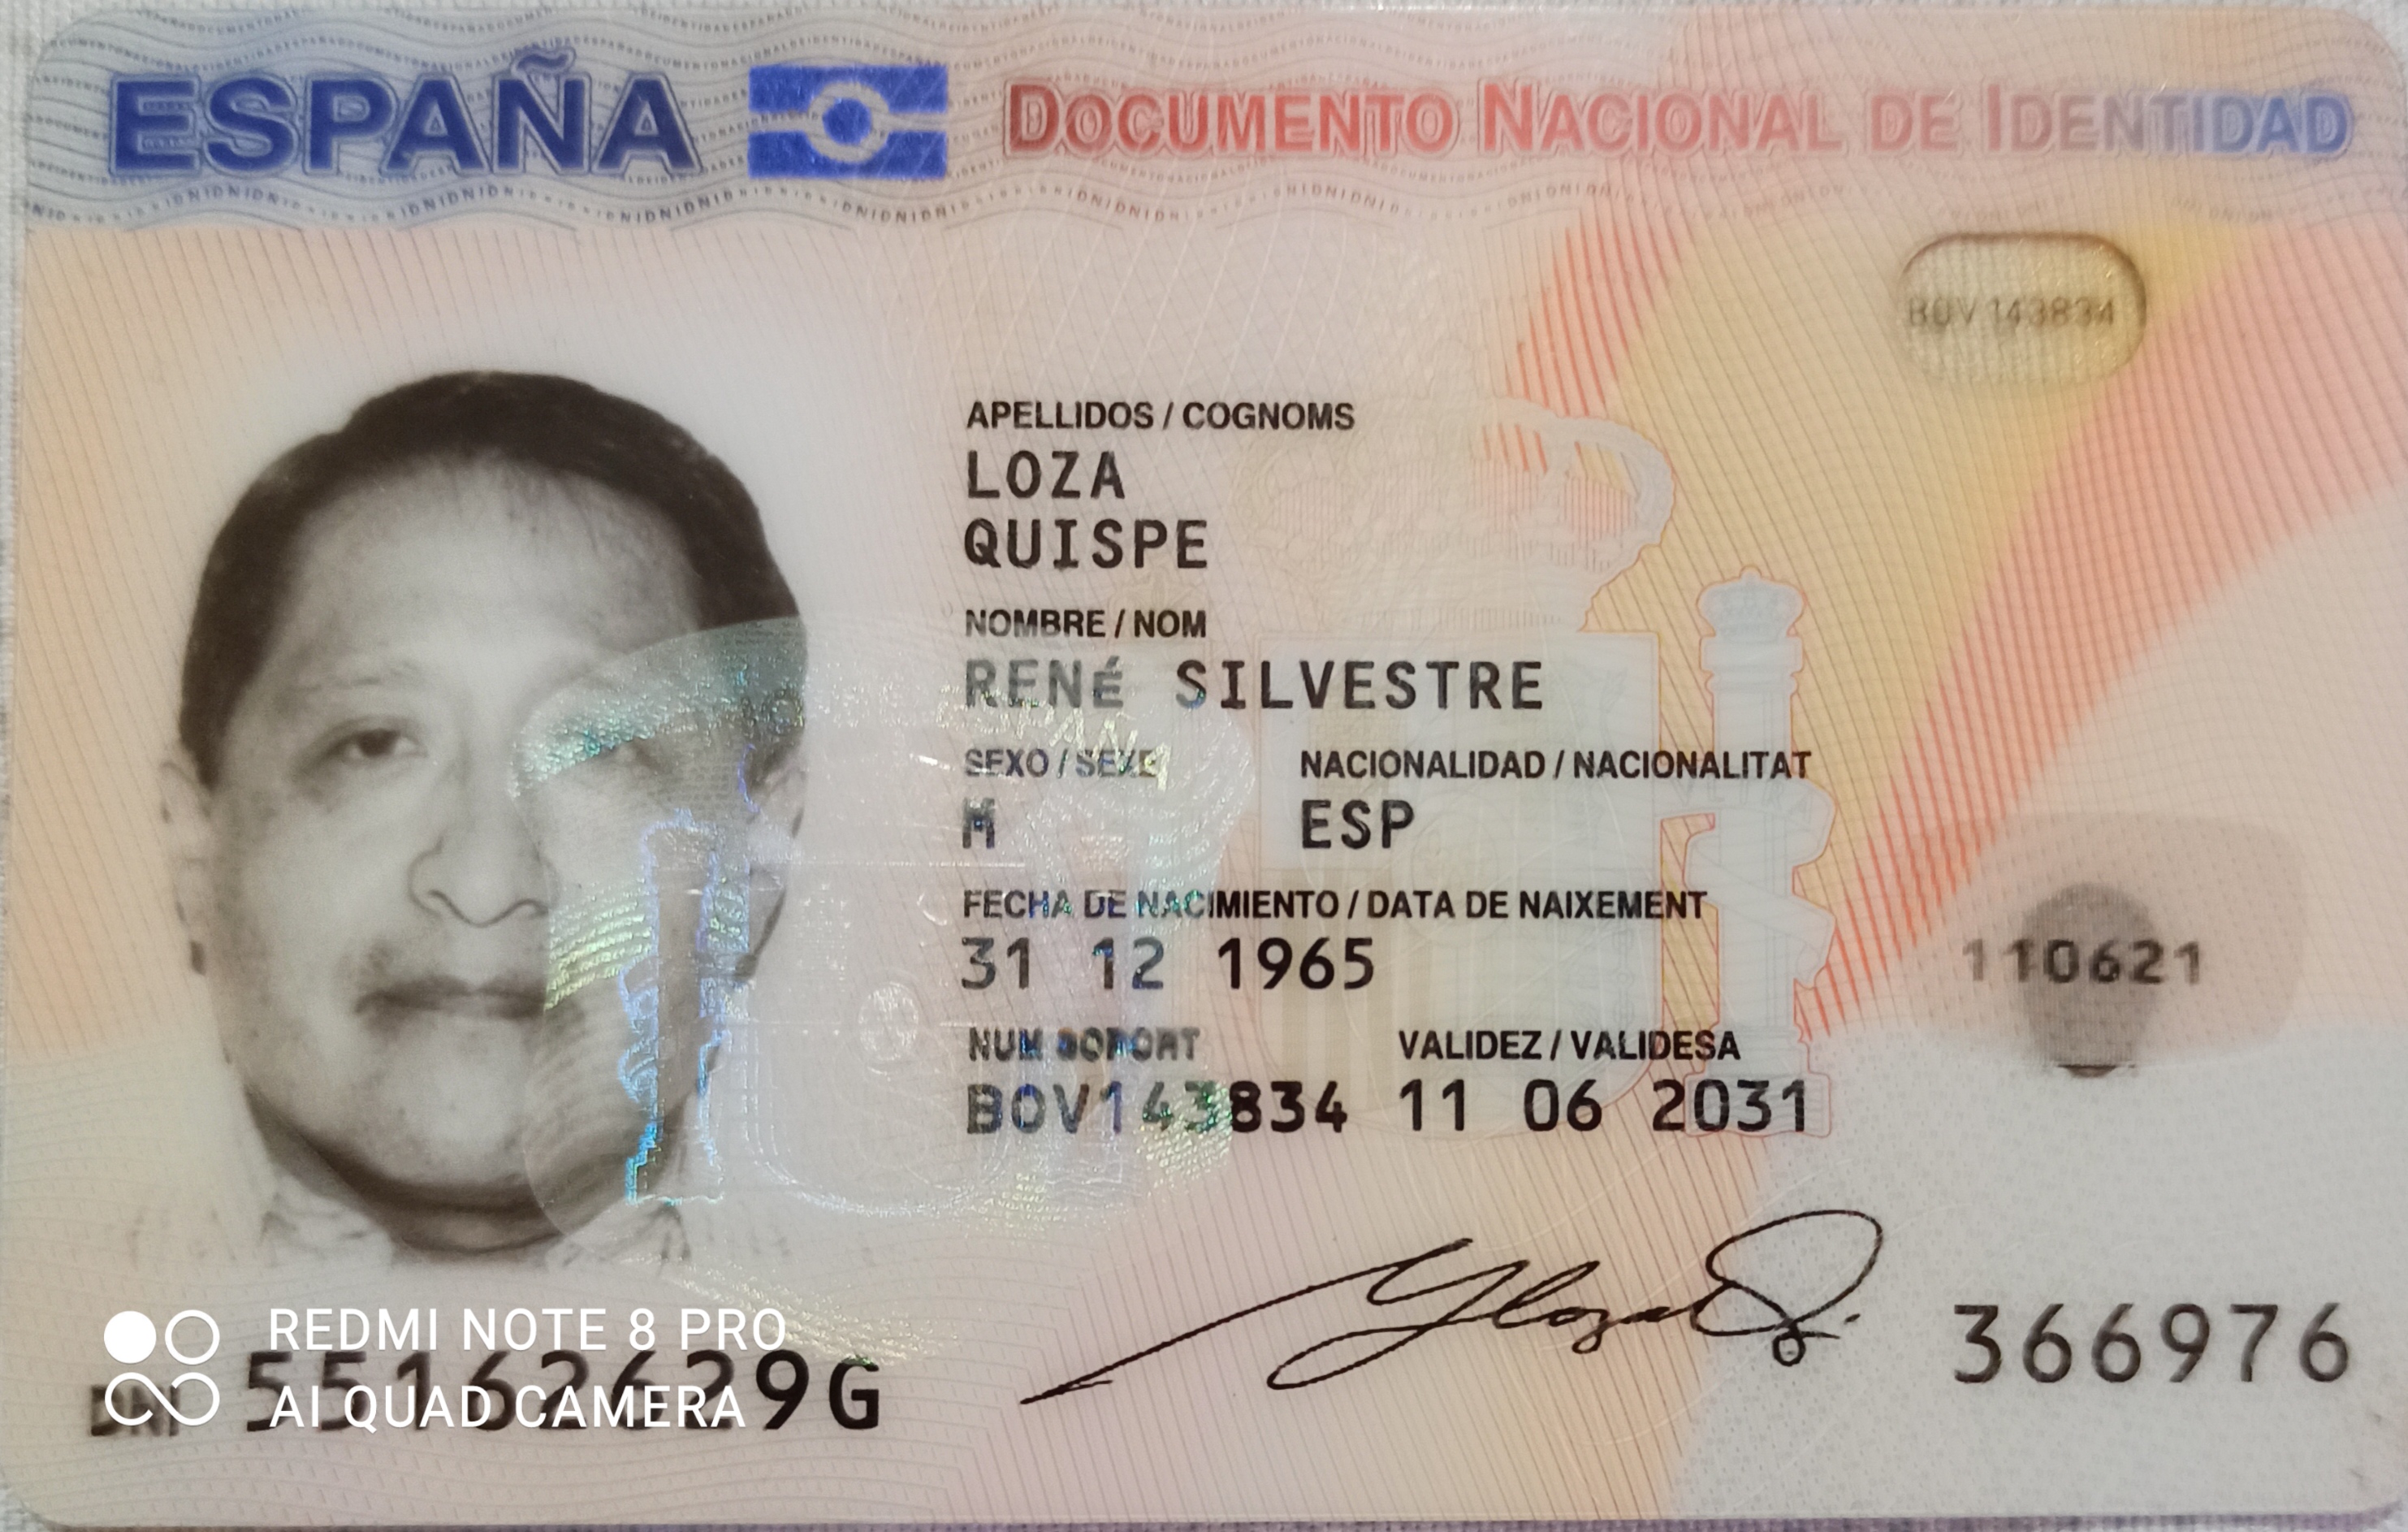 ESPAÑA DOCUMENTO NACIONAL DE IDENTIDAD
BOV143834
APELLIDOS / COGNOMS
LOZA
QUISPE
NOMBRE / NOM
RENÉ SILVESTRE
SEXO / SEXE NACIONALIDAD / NACIONALITAT
M ESP
FECHA DE NACIMIENTO / DATA DE NAIXEMENT
31 12 1965
110621
NUM SOPORT VALIDEZ / VALIDESA
BOV143834 11 06 2031
366976
REDMI NOTE 8 PRO
DNI 55162629G
AI QUAD CAMERA